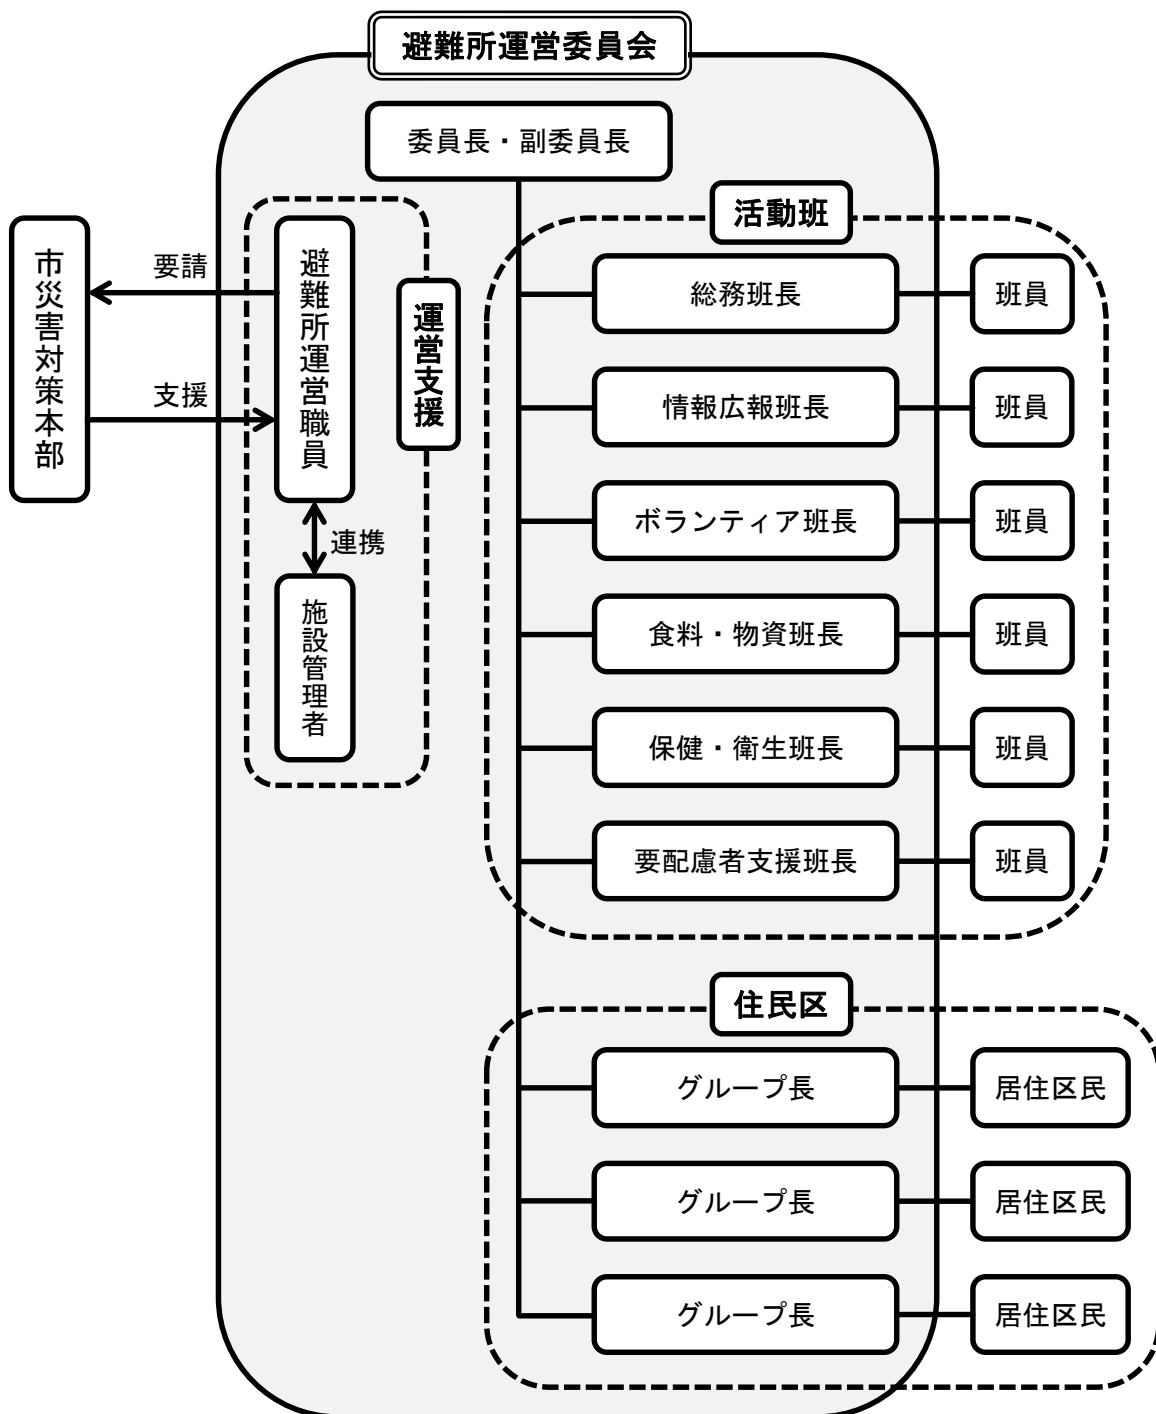 避難所運営委員会
委員長・副委員長
市災害対策本部
要請
支援
避難所運営職員
連携
施設管理者
運営支援
活動班
総務班長
班員
情報広報班長
班員
ボランティア班長
班員
食料・物資班長
班員
保健・衛生班長
班員
要配慮者支援班長
班員
住民区
グループ長
居住区民
グループ長
居住区民
グループ長
居住区民